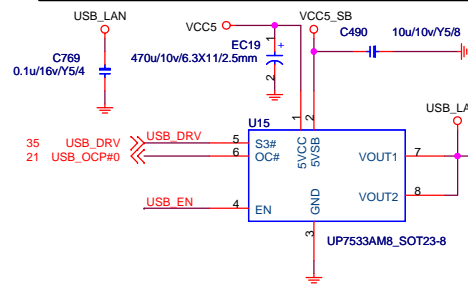 USB_LAN
VCC5
VCC5_SB
C490
10u/10v/Y5/8
C769
0.1u/16v/Y5/4
1
EC19
+
470u/10v/6.3X11/2.5mm
2
USB_LA
U15
1
2
35 USB_DRV
USB_DRV
5
S3#
21 USB_OCP#0
6
OC#
5VCC
5VSB
VOUT1
7
VOUT2
8
USB_EN
4
EN
GND
3
UP7533AM8_SOT23-8